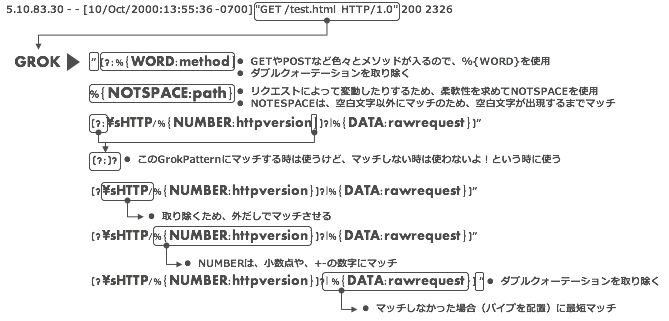 5.10.83.30 - - [10/Oct/2000:13:55:36 -0700] "GET /test.html HTTP/1.0" 200 2326
GROK ▶ " [?:%{WORD:method} ● GETやPOSTなど色々とメソッドが入るので、%{WORD}を使用
● ダブルクォーテーションを取り除く
%{NOTSPACE:path} ● リクエストによって変動したりするため、柔軟性を求めてNOTSPACEを使用
● NOTESPACEは、空白文字以外にマッチのため、空白文字が出現するまでマッチ
[?:¥sHTTP/%{NUMBER:httpversion}]?|%{DATA:rawrequest}]"
[?:]? ● このGrokPatternにマッチする時は使うけど、マッチしない時は使わないよ！という時に使う
[?¥sHTTP/%{NUMBER:httpversion}]?|%{DATA:rawrequest}]"
● 取り除くため、外だしでマッチさせる
[?¥sHTTP/%{NUMBER:httpversion}]?|%{DATA:rawrequest}]"
● NUMBERは、小数点や、+-の数字にマッチ
[?¥sHTTP/%{NUMBER:httpversion}]?|%{DATA:rawrequest}]" ● ダブルクォーテーションを取り除く
● マッチしなかった場合（パイプを配置）に最短マッチ